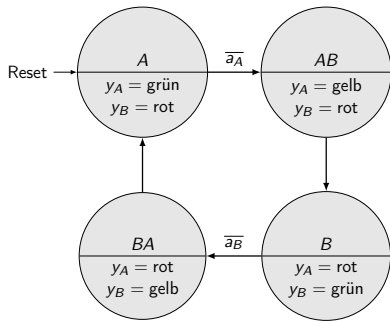 Reset
A
y_A = grün
y_B = rot
\overline{a_A}
AB
y_A = gelb
y_B = rot
BA
y_A = rot
y_B = gelb
\overline{a_B}
B
y_A = rot
y_B = grün